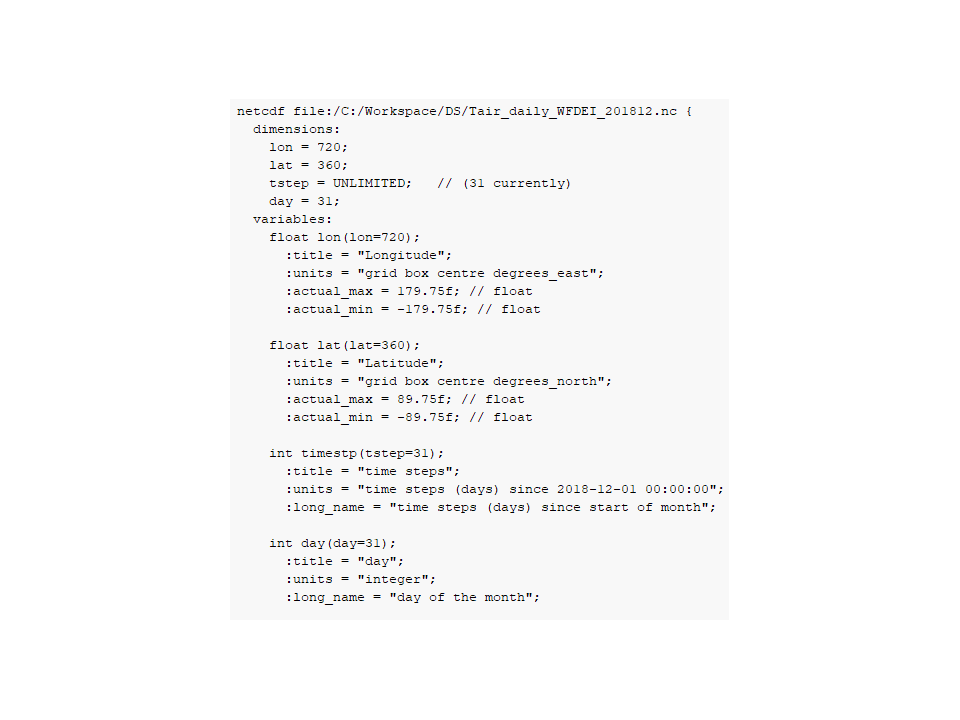 netcdf file:/C:/Workspace/DS/Tair_daily_WFDEI_201812.nc {
dimensions:
lon = 720;
lat = 360;
tstep = UNLIMITED;   // (31 currently)
day = 31;
variables:
float lon(lon=720);
:title = "Longitude";
:units = "grid box centre degrees_east";
:actual_max = 179.75f; // float
:actual_min = -179.75f; // float
float lat(lat=360);
:title = "Latitude";
:units = "grid box centre degrees_north";
:actual_max = 89.75f; // float
:actual_min = -89.75f; // float
int timestp(tstep=31);
:title = "time steps";
:units = "time steps (days) since 2018-12-01 00:00:00";
:long_name = "time steps (days) since start of month";
int day(day=31);
:title = "day";
:units = "integer";
:long_name = "day of the month";